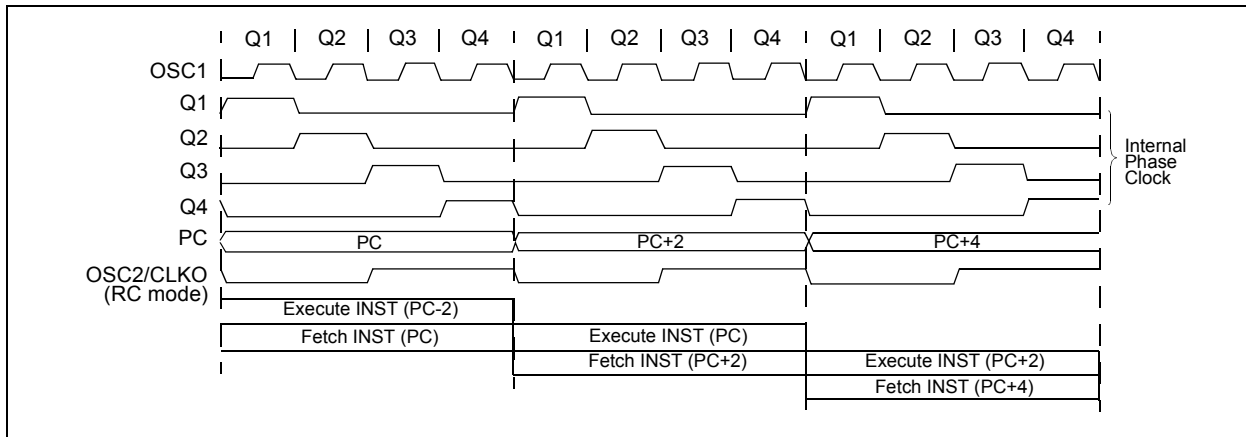 Q1 Q2 Q3 Q4 Q1 Q2 Q3 Q4 Q1 Q2 Q3 Q4
OSC1
Q1
Q2
Q3
Q4
Internal
Phase
Clock
PC
PC PC+2 PC+4
OSC2/CLKO
(RC mode)
Execute INST (PC-2)
Fetch INST (PC) Execute INST (PC)
Fetch INST (PC+2) Execute INST (PC+2)
Fetch INST (PC+4)